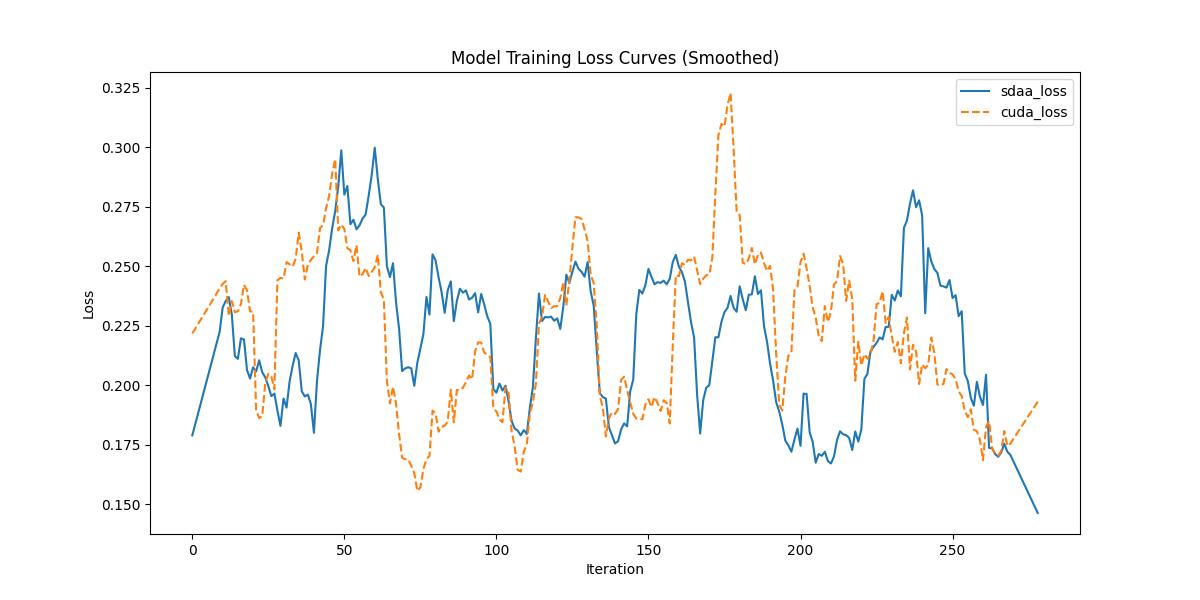 Model Training Loss Curves (Smoothed)
sdaa_loss
cuda_loss
Loss
0.325
0.300
0.275
0.250
0.225
0.200
0.175
0.150
0 50 100 150 200 250
Iteration